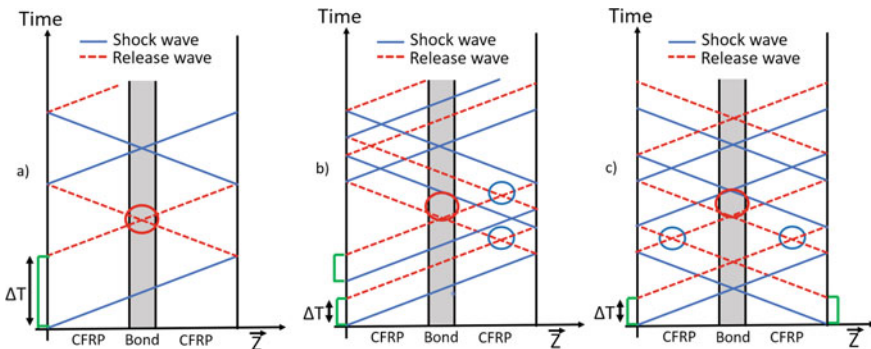 Time
Shock wave
Release wave
a)
ΔT
CFRP Bond CFRP Z
Time
Shock wave
Release wave
b)
ΔT
CFRP Bond CFRP Z
Time
Shock wave
Release wave
c)
ΔT
CFRP Bond CFRP Z